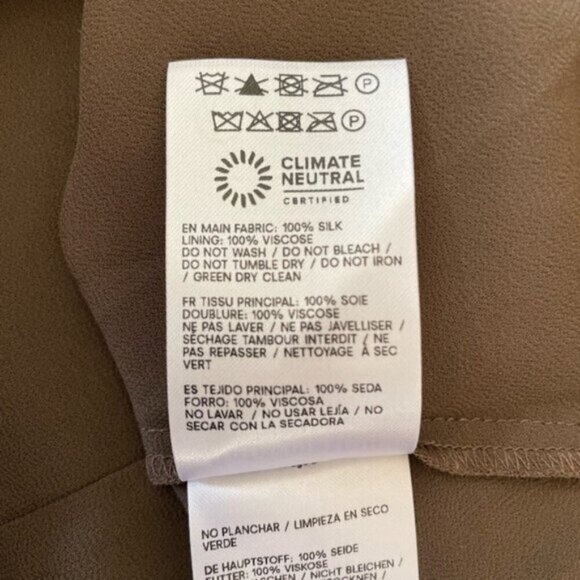 P
P
CLIMATE
NEUTRAL
CERTIFIED
EN MAIN FABRIC: 100% SILK
LINING: 100% VISCOSE
DO NOT WASH / DO NOT BLEACH /
DO NOT TUMBLE DRY / DO NOT IRON
/ GREEN DRY CLEAN
FR TISSU PRINCIPAL: 100% SOIE
DOUBLURE: 100% VISCOSE
NE PAS LAVER / NE PAS JAVELLISER /
SÉCHAGE TAMBOUR INTERDIT / NE
PAS REPASSER / NETTOYAGE Á SEC
VERT
ES TEJIDO PRINCIPAL: 100% SEDA
FORRO: 100% VISCOSA
NO LAVAR / NO USAR LEJÍA / NO
SECAR CON LA SECADORA
NO PLANCHAR / LIMPIEZA EN SECO
VERDE
DE HAUPTSTOFF: 100% SEIDE
FUTTER: 100% VISKOSE
NICHT BLEICHEN /